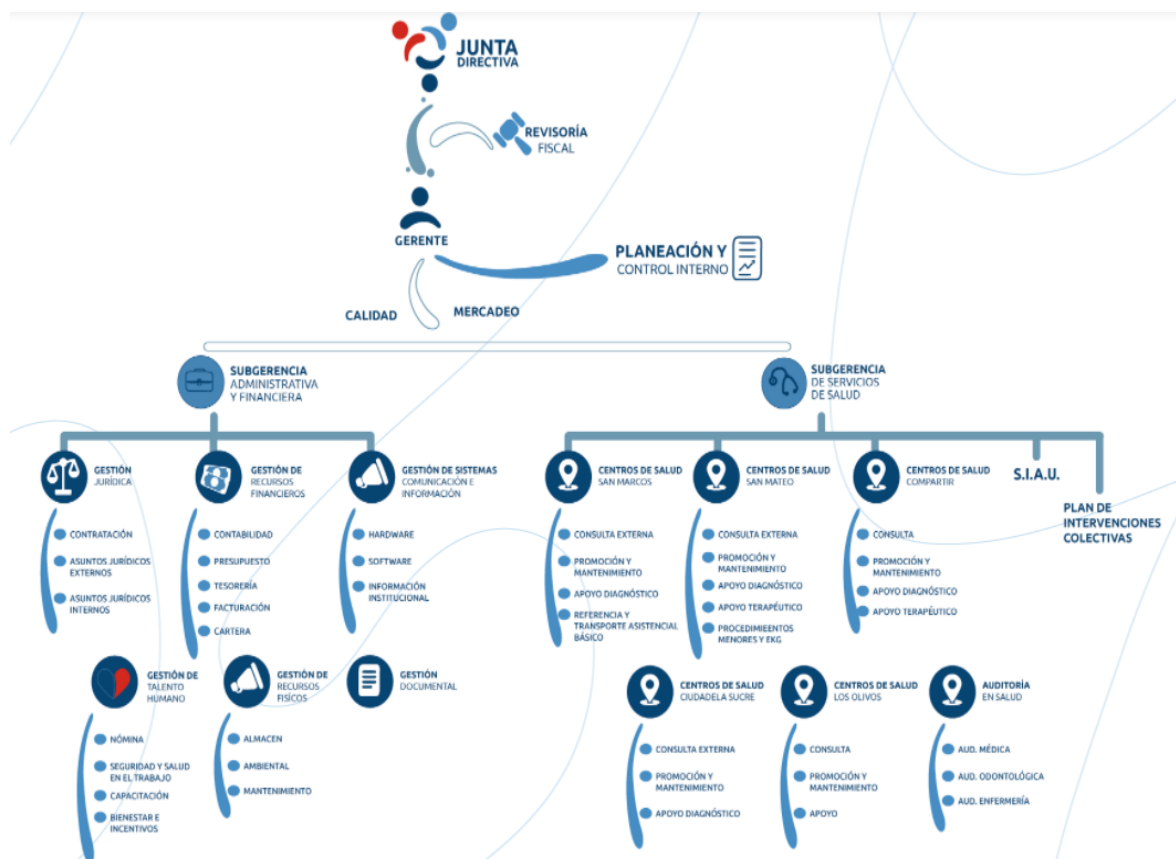 JUNTA
DIRECTIVA
REVISORÍA
FISCAL
GERENTE
PLANEACIÓN Y
CONTROL INTERNO
CALIDAD
MERCADEO
SUBGERENCIA
ADMINISTRATIVA
Y FINANCIERA
SUBGERENCIA
DE SERVICIOS
DE SALUD
GESTIÓN
JURÍDICA
GESTIÓN DE
RECURSOS
FINANCIEROS
GESTIÓN DE SISTEMAS
COMUNICACIÓN E
INFORMACIÓN
CENTROS DE SALUD
SAN MARCOS
CENTROS DE SALUD
SAN MATEO
CENTROS DE SALUD
COMPARTIR
S.I.A.U.
PLAN DE
INTERVENCIONES
COLECTIVAS
CONTRATACIÓN
ASUNTOS JURÍDICOS
EXTERNOS
ASUNTOS JURÍDICOS
INTERNOS
CONTABILIDAD
PRESUPUESTO
TESORERÍA
FACTURACIÓN
CARTERA
HARDWARE
SOFTWARE
INFORMACIÓN
INSTITUCIONAL
CONSULTA EXTERNA
PROMOCIÓN Y
MANTENIMIENTO
APOYO DIAGNÓSTICO
REFERENCIA Y
TRANSPORTE ASISTENCIAL
BÁSICO
CONSULTA EXTERNA
PROMOCIÓN Y
MANTENIMIENTO
APOYO DIAGNÓSTICO
APOYO TERAPÉUTICO
PROCEDIMIEENTOS
MENORES Y EKG
CONSULTA
PROMOCIÓN Y
MANTENIMIENTO
APOYO DIAGNÓSTICO
APOYO TERAPÉUTICO
GESTIÓN DE
TALENTO
HUMANO
GESTIÓN DE
RECURSOS
FISÍCOS
GESTIÓN
DOCUMENTAL
CENTROS DE SALUD
CIUDADELA SUCRE
CENTROS DE SALUD
LOS OLIVOS
AUDITORÍA
EN SALUD
NÓMINA
SEGURIDAD Y SALUD
EN EL TRABAJO
CAPACITACIÓN
BIENESTAR E
INCENTIVOS
ALMACEN
AMBIENTAL
MANTENIMIENTO
CONSULTA EXTERNA
PROMOCIÓN Y
MANTENIMIENTO
APOYO DIAGNÓSTICO
CONSULTA
PROMOCIÓN Y
MANTENIMIENTO
APOYO
AUD. MÉDICA
AUD. ODONTOLÓGICA
AUD. ENFERMERÍA